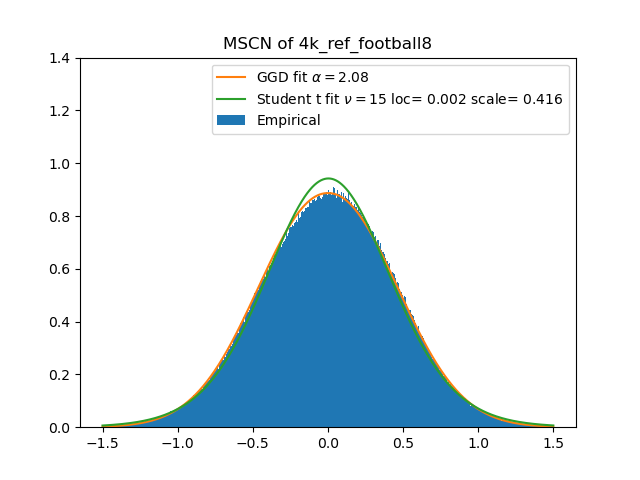 MSCN of 4k_ref_football8
GGD fit α = 2.08
Student t fit ν = 15 loc= 0.002 scale= 0.416
Empirical
1.4
1.2
1.0
0.8
0.6
0.4
0.2
0.0
−1.5 −1.0 −0.5 0.0 0.5 1.0 1.5